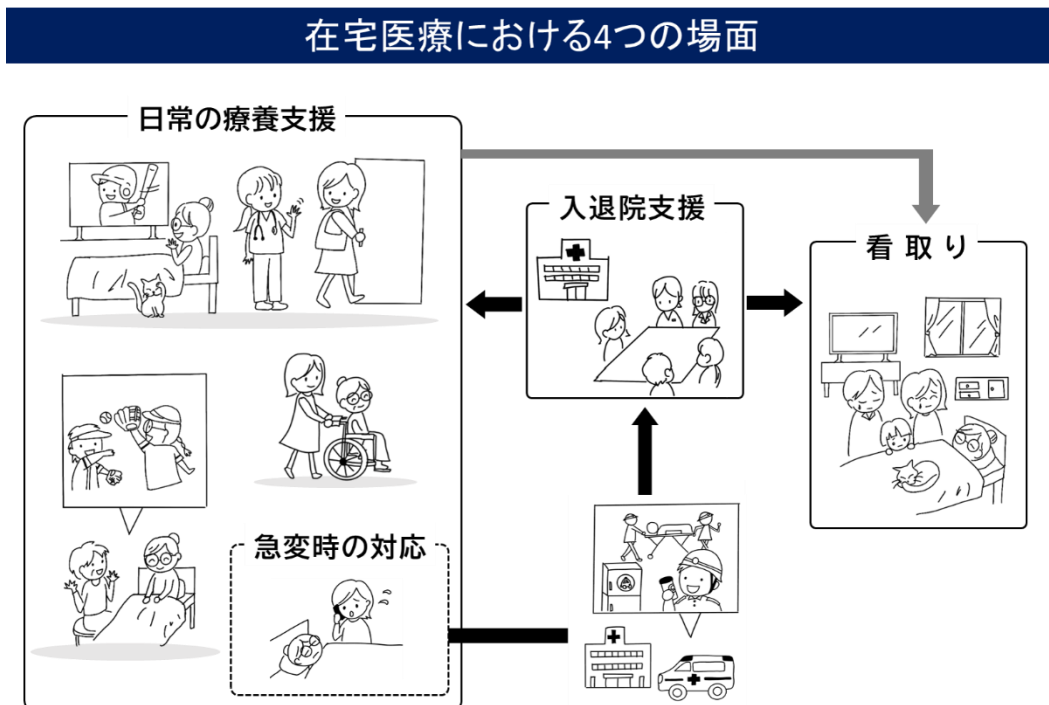 在宅医療における4つの場面
日常の療養支援
入退院支援
看取り
急変時の対応